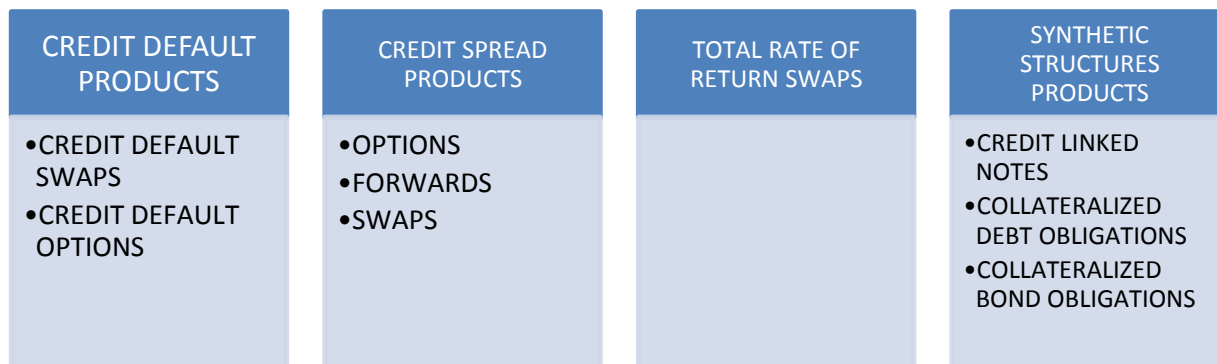 CREDIT DEFAULT
PRODUCTS
•CREDIT DEFAULT
SWAPS
•CREDIT DEFAULT
OPTIONS
CREDIT SPREAD
PRODUCTS
•OPTIONS
•FORWARDS
•SWAPS
TOTAL RATE OF
RETURN SWAPS
SYNTHETIC
STRUCTURES
PRODUCTS
•CREDIT LINKED
NOTES
•COLLATERALIZED
DEBT OBLIGATIONS
•COLLATERALIZED
BOND OBLIGATIONS